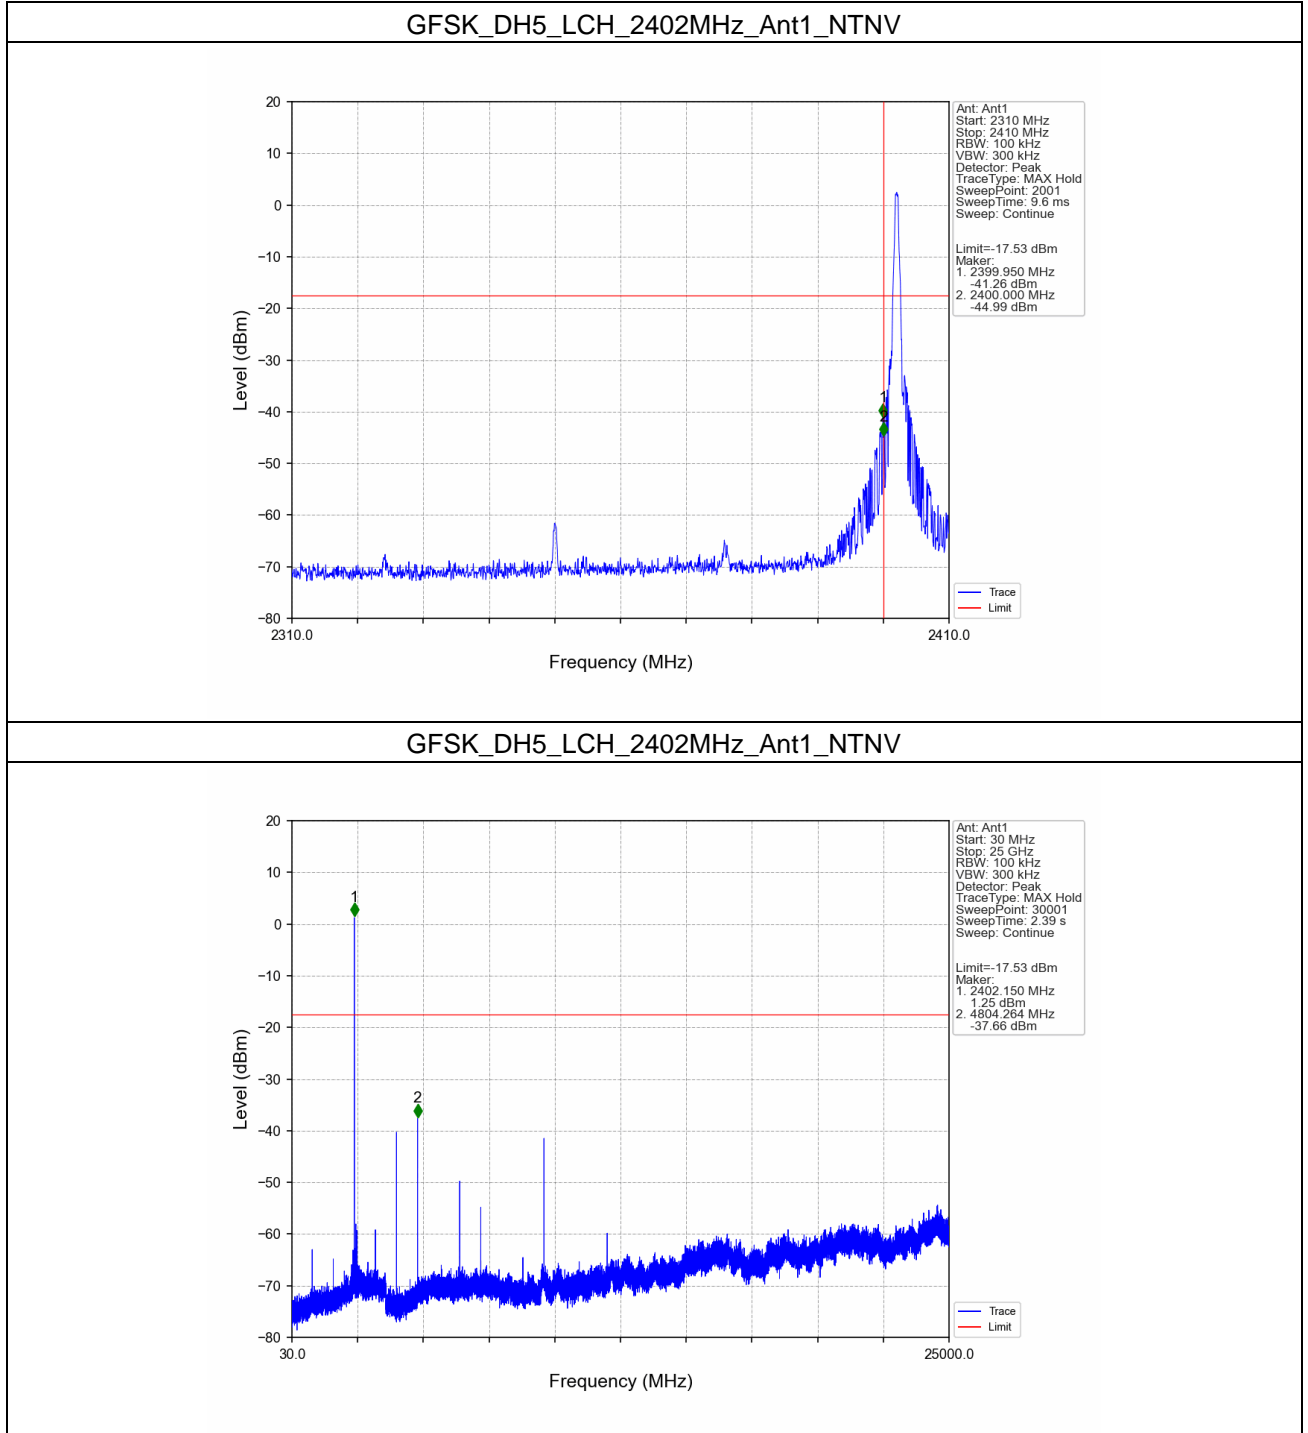 GFSK_DH5_LCH_2402MHz_Ant1_NTNV
20
10
0
−10
−20
−30
−40
−50
−60
−70
−80
Level (dBm)
1
2
2310.0
2410.0
Frequency (MHz)
Ant: Ant1
Start: 2310 MHz
Stop: 2410 MHz
RBW: 100 kHz
VBW: 300 kHz
Detector: Peak
TraceType: MAX Hold
SweepPoint: 2001
SweepTime: 9.6 ms
Sweep: Continue
Limit=-17.53 dBm
Maker:
1. 2399.950 MHz
-41.26 dBm
2. 2400.000 MHz
-44.99 dBm
Trace
Limit
GFSK_DH5_LCH_2402MHz_Ant1_NTNV
20
10
0
−10
−20
−30
−40
−50
−60
−70
−80
Level (dBm)
1
2
30.0
25000.0
Frequency (MHz)
Ant: Ant1
Start: 30 MHz
Stop: 25 GHz
RBW: 100 kHz
VBW: 300 kHz
Detector: Peak
TraceType: MAX Hold
SweepPoint: 30001
SweepTime: 2.39 s
Sweep: Continue
Limit=-17.53 dBm
Maker:
1. 2402.150 MHz
1.25 dBm
2. 4804.264 MHz
-37.66 dBm
Trace
Limit